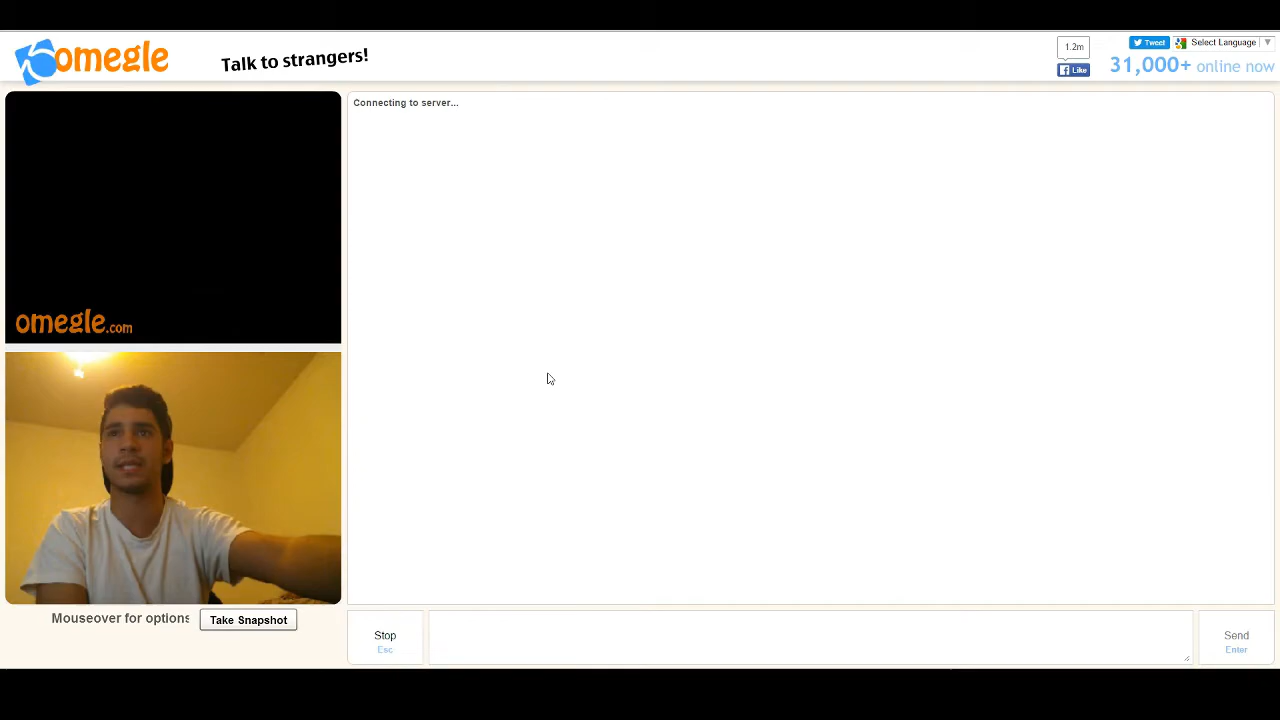 omegle
Talk to strangers!
1.2m
Like
Tweet
Select Language ▼
31,000+ online now
Connecting to server...
omegle.com
Mouseover for options
Take Snapshot
Stop
Esc
Send
Enter